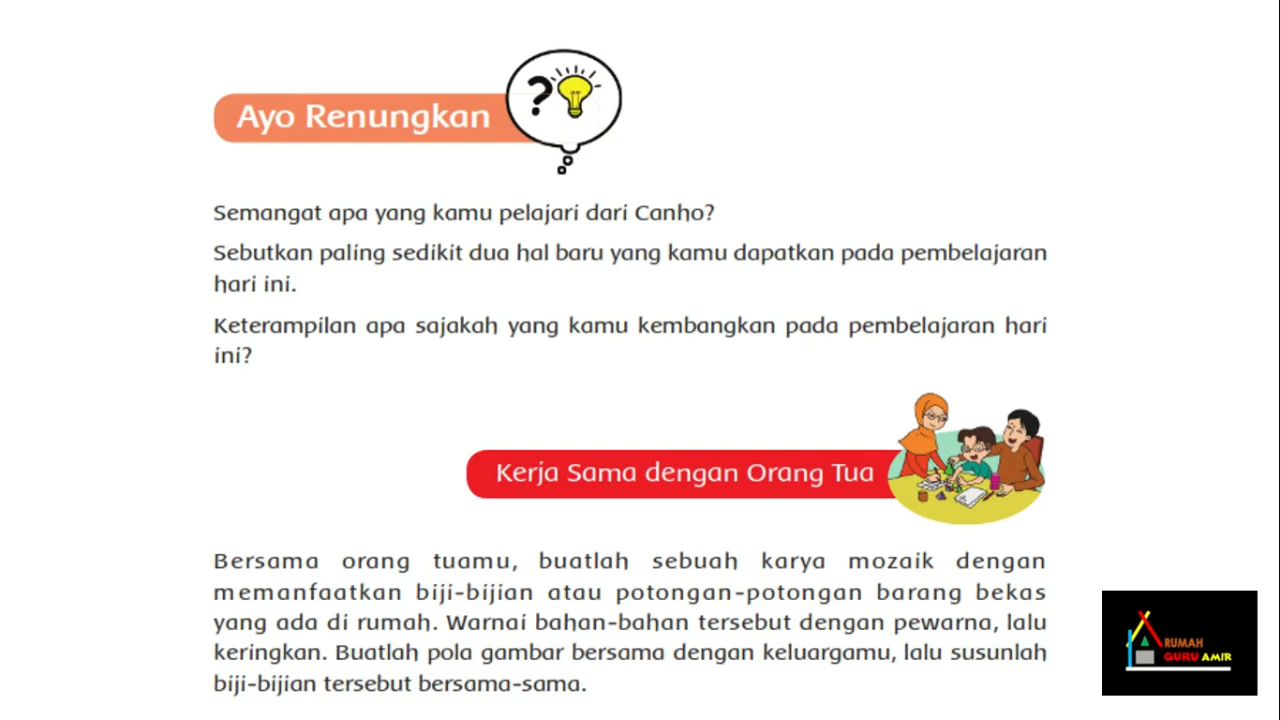 Ayo Renungkan
?
Semangat apa yang kamu pelajari dari Canho?
Sebutkan paling sedikit dua hal baru yang kamu dapatkan pada pembelajaran
hari ini.
Keterampilan apa sajakah yang kamu kembangkan pada pembelajaran hari
ini?
Kerja Sama dengan Orang Tua
Bersama orang tuamu, buatlah sebuah karya mozaik dengan
memanfaatkan biji-bijian atau potongan-potongan barang bekas
yang ada di rumah. Warnai bahan-bahan tersebut dengan pewarna, lalu
keringkan. Buatlah pola gambar bersama dengan keluargamu, lalu susunlah
biji-bijian tersebut bersama-sama.
RUMAH
GURU AMIR